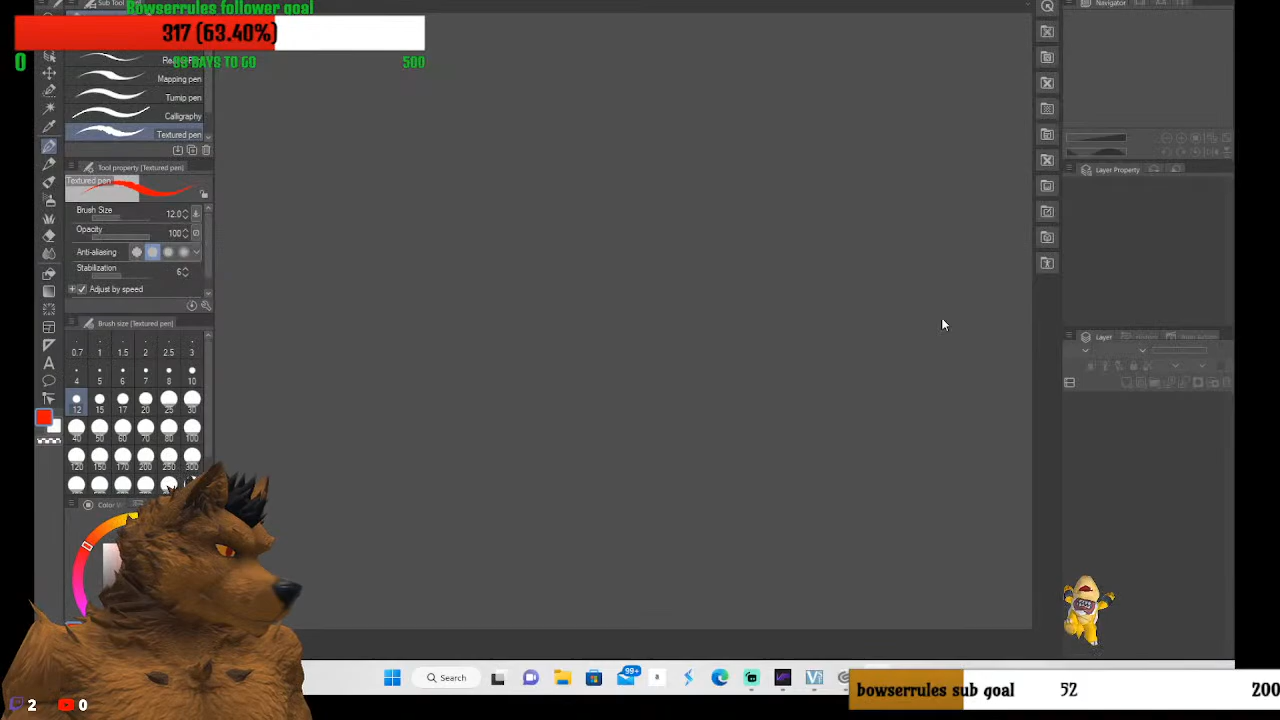 Bowserrules follower goal
317 (63.40%)
0
DAYS TO GO
500
Sub Tool
Mapping pen
Turnip pen
Calligraphy
Textured pen
Tool property [Textured pen]
Textured pen
Brush Size 12.0
Opacity 100
Anti-aliasing
Stabilization 6
Adjust by speed
Brush size [Textured pen]
0.7 1 1.5 2 2.5 3
4 5 6 7 8 10
12 15 17 20 25 30
40 50 60 70 80 100
120 150 170 200 250 300
Color
Navigator
Layer Property
Layer
Search
99+
2
0
bowserrules sub goal 52 200